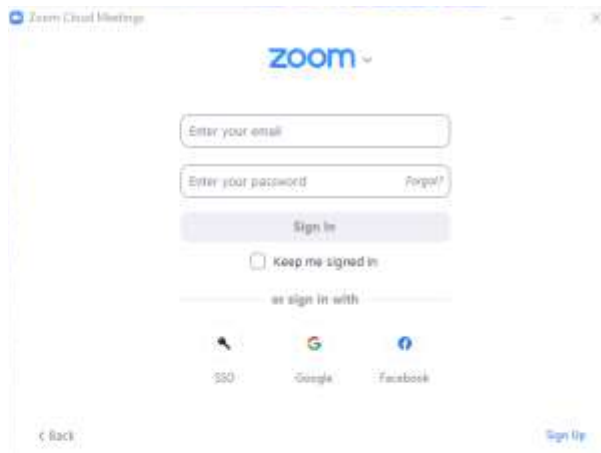 Zoom Cloud Meetings
zoom
Enter your email
Enter your password Forgot?
Sign In
Keep me signed in
or sign in with
SSO Google Facebook
< Back Sign Up